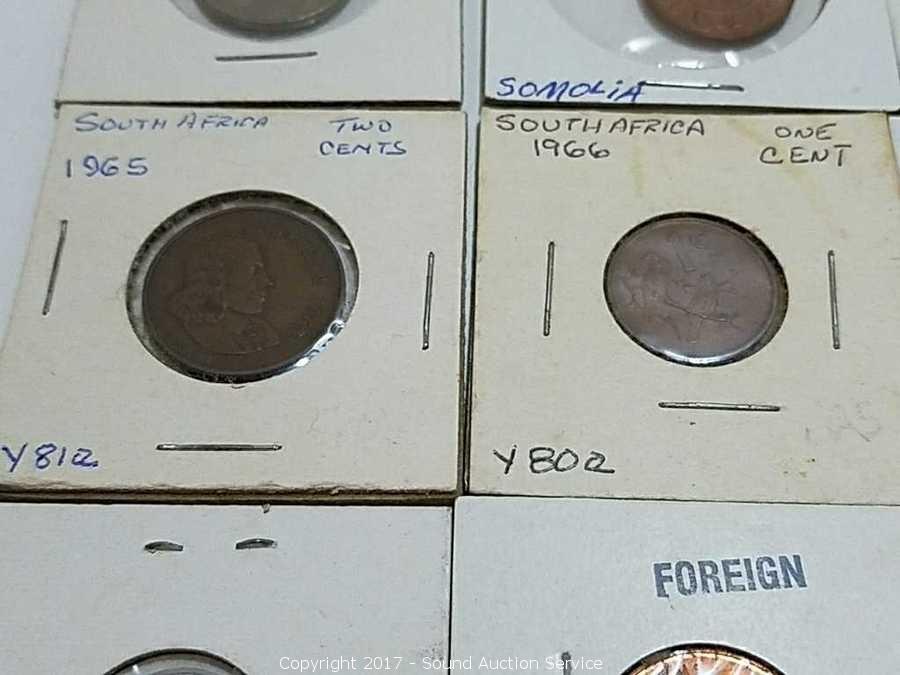 SOMOLIA
SOUTH AFRICA
TWO
CENTS
1965
Y81a
SOUTH AFRICA
1966
ONE
CENT
Y80a
FOREIGN
Copyright 2017 - Sound Auction Service